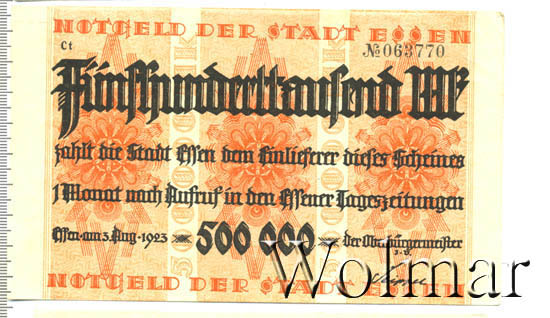 NOTGELD DER STADT ESSEN
Ct
№063770
Fünfhunderttausend Mk
zahlt die Stadt Essen dem Einlieferer dieses Scheines
1 Monat nach Aufruf in den Essener Tageszeitungen
Essen·am 3. Aug·1923 500 000 der Oberbürgermeister
NOTGELD DER STADT ESSEN
Wolmar